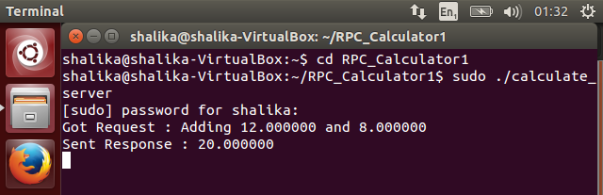 Terminal
En1
01:32
shalika@shalika-VirtualBox: ~/RPC_Calculator1
shalika@shalika-VirtualBox:~$ cd RPC_Calculator1
shalika@shalika-VirtualBox:~/RPC_Calculator1$ sudo ./calculate_
server
[sudo] password for shalika:
Got Request : Adding 12.000000 and 8.000000
Sent Response : 20.000000